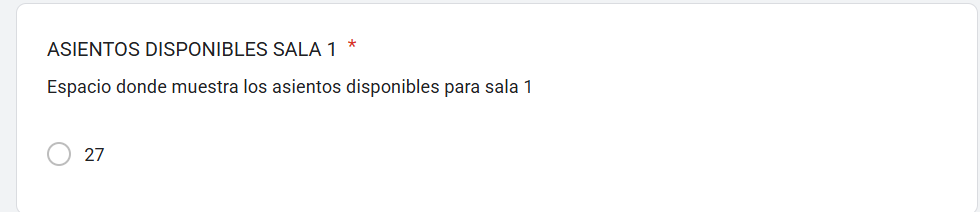 ASIENTOS DISPONIBLES SALA 1 *
Espacio donde muestra los asientos disponibles para sala 1
27